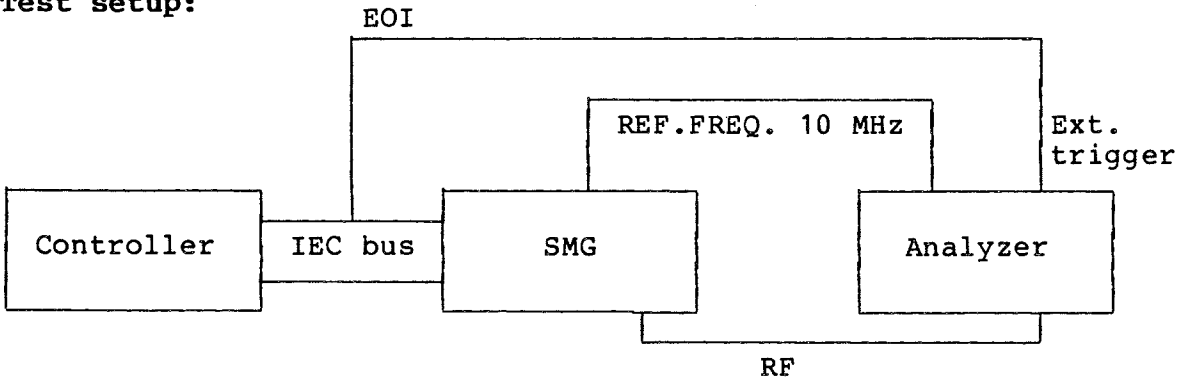 Test setup:
EOI
REF.FREQ. 10 MHz
Ext.
trigger
Controller
IEC bus
SMG
Analyzer
RF